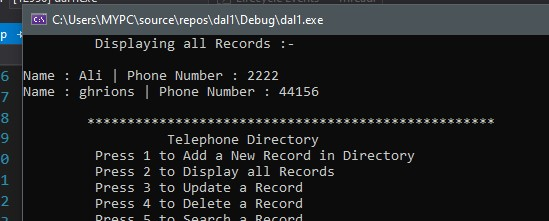 C:\Users\MYPC\source\repos\dal1\Debug\dal1.exe
Displaying all Records :-
Name : Ali | Phone Number : 2222
Name : ghrions | Phone Number : 44156
***************************************************
Telephone Directory
Press 1 to Add a New Record in Directory
Press 2 to Display all Records
Press 3 to Update a Record
Press 4 to Delete a Record
Press 5 to Search a Record